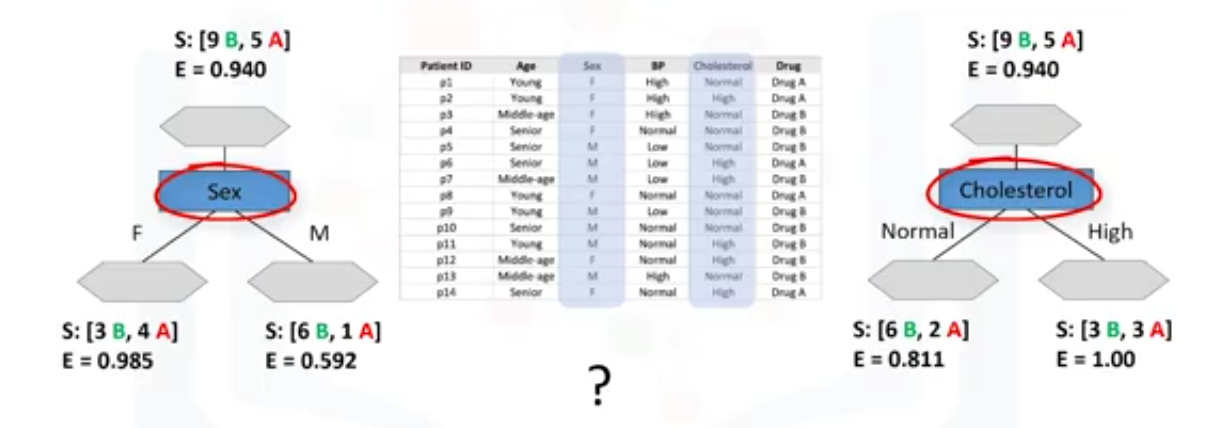 S: [9 B, 5 A]
E = 0.940
Sex
F
M
S: [3 B, 4 A]
E = 0.985
S: [6 B, 1 A]
E = 0.592
Patient ID Age Sex BP Cholesterol Drug
p1 Young F High Normal Drug A
p2 Young F High High Drug A
p3 Middle-age F High Normal Drug B
p4 Senior F Normal Normal Drug B
p5 Senior M Low Normal Drug B
p6 Senior M Low High Drug A
p7 Middle-age M Low High Drug B
p8 Young F Normal Normal Drug A
p9 Young M Low Normal Drug B
p10 Senior M Normal Normal Drug B
p11 Young M Normal High Drug B
p12 Middle-age F Normal High Drug B
p13 Middle-age M High Normal Drug B
p14 Senior F Normal High Drug A
?
S: [9 B, 5 A]
E = 0.940
Cholesterol
Normal
High
S: [6 B, 2 A]
E = 0.811
S: [3 B, 3 A]
E = 1.00